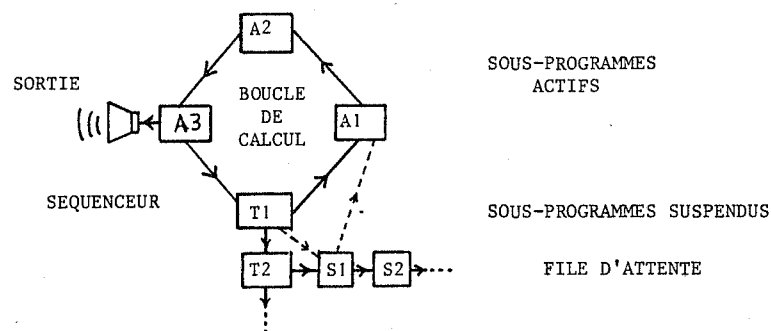 A2
SOUS-PROGRAMMES
ACTIFS
SORTIE
BOUCLE
DE
CALCUL
A3
A1
SEQUENCEUR
T1
SOUS-PROGRAMMES SUSPENDUS
T2
S1
S2
FILE D'ATTENTE